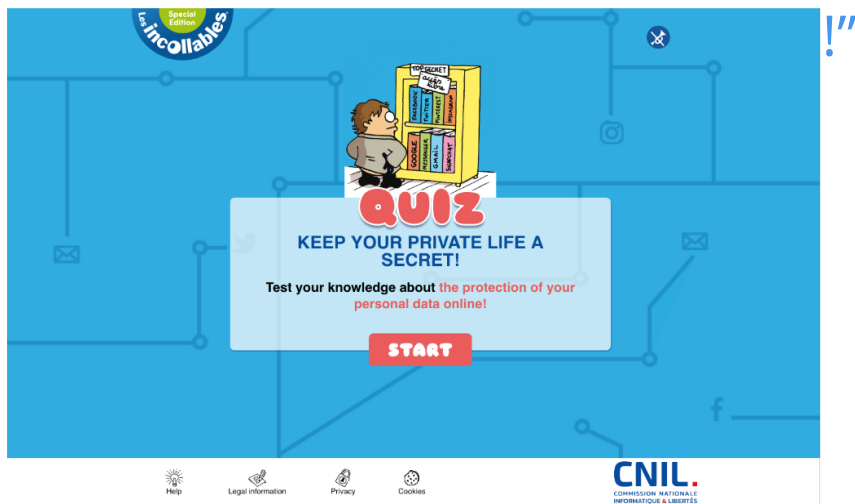 Special
Edition
Les
incollables
!”
TOP SECRET
accès
libre
FACEBOOK
TWITTER
PINTEREST
INSTAGRAM
GOOGLE
MESSENGER
GMAIL
SNAPCHAT
QUIZ
KEEP YOUR PRIVATE LIFE A
SECRET!
Test your knowledge about the protection of your
personal data online!
START
Help
Legal information
Privacy
Cookies
CNIL.
COMMISSION NATIONALE
INFORMATIQUE & LIBERTÉS